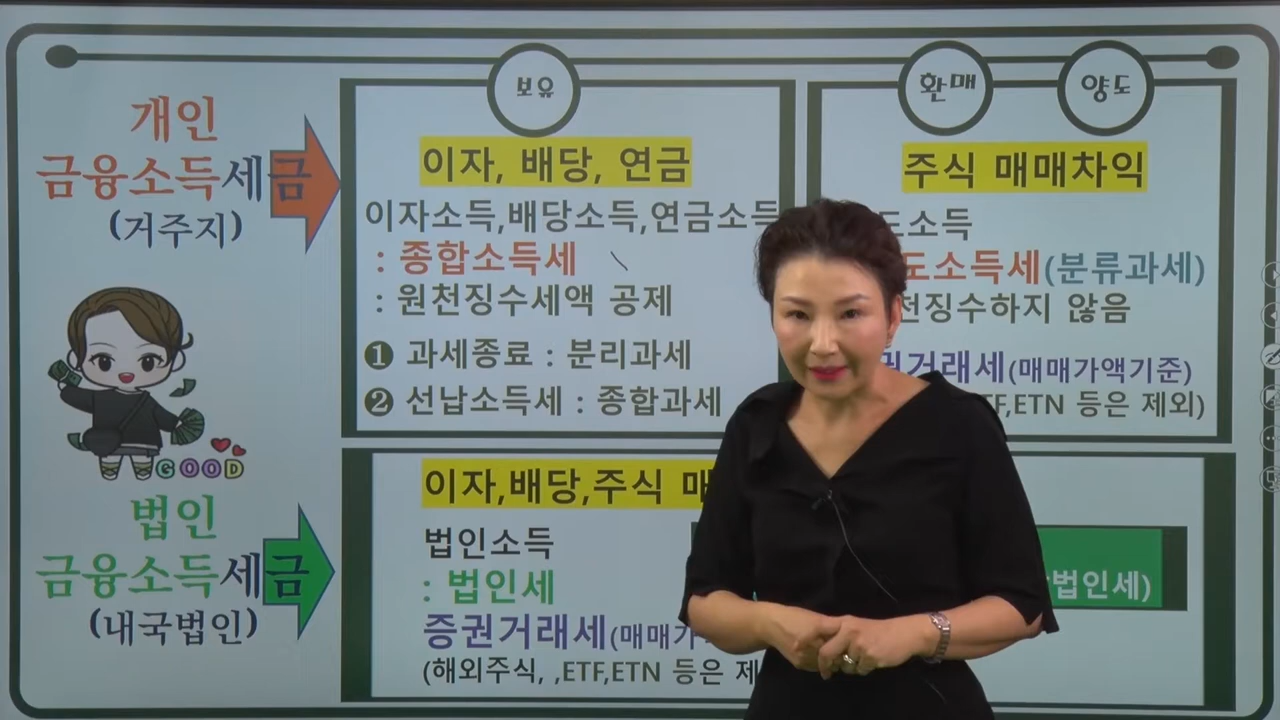 보유
환매
양도
개인
금융소득세금
(거주지)
이자, 배당, 연금
이자소득,배당소득,연금소득
: 종합소득세
: 원천징수세액 공제
❶ 과세종료 : 분리과세
❷ 선납소득세 : 종합과세
주식 매매차익
도소득
도소득세(분류과세)
천징수하지 않음
권거래세(매매가액기준)
ETF,ETN 등은 제외)
GOOD
법인
금융소득세금
(내국법인)
이자,배당,주식 매
법인소득
: 법인세
증권거래세(매매가
(해외주식, ,ETF,ETN 등은 제
법인세)